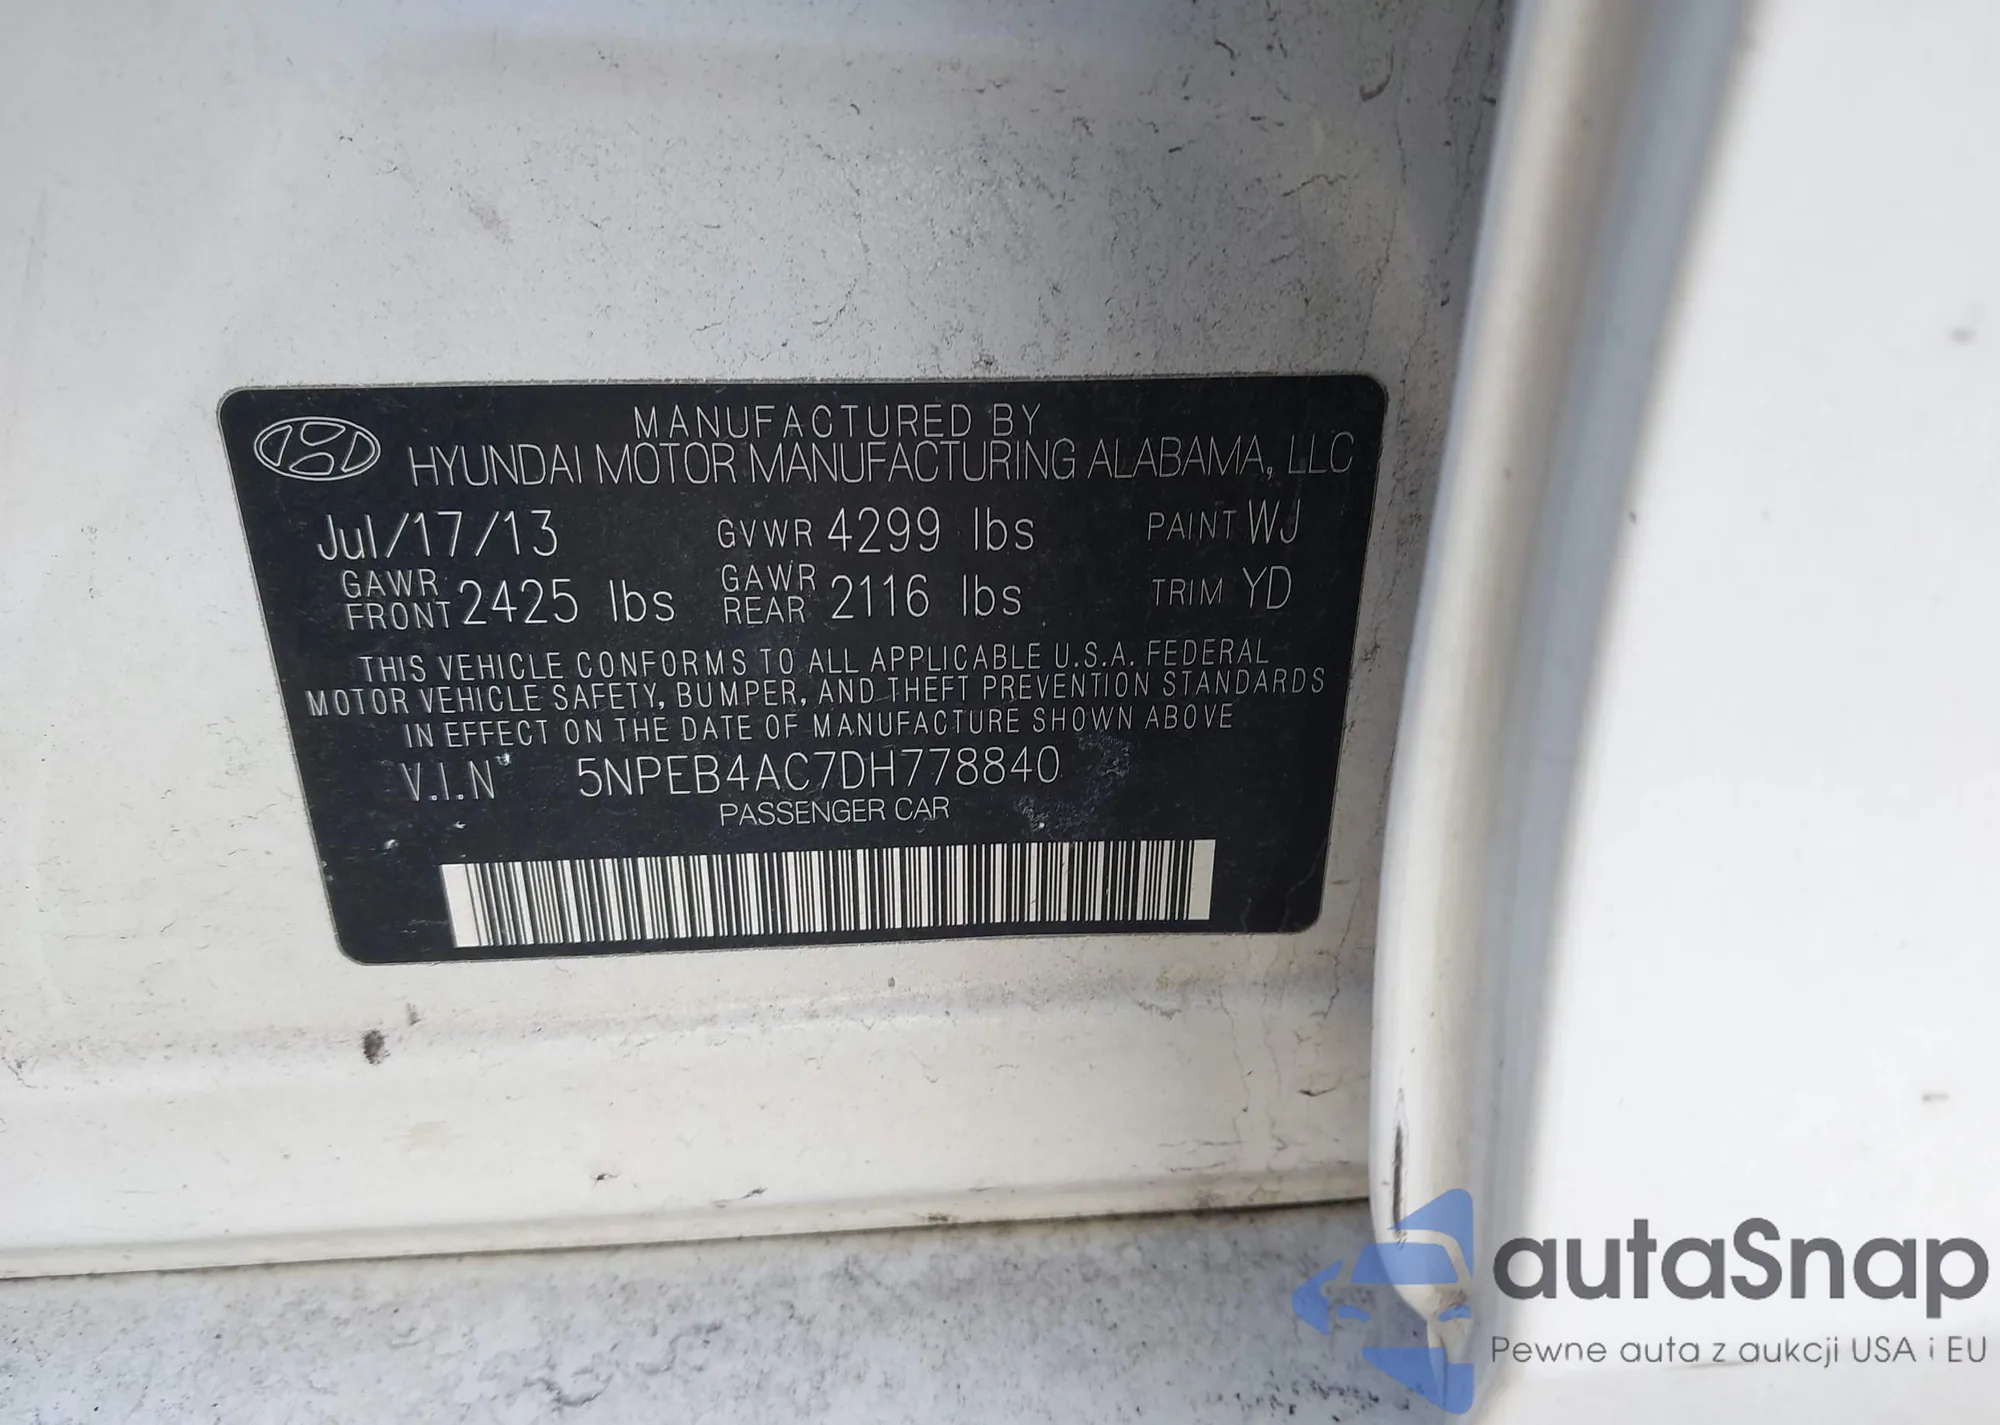 MANUFACTURED BY
HYUNDAI MOTOR MANUFACTURING ALABAMA, LLC
Jul/17/13 GVWR 4299 lbs PAINT WJ
GAWR FRONT 2425 lbs GAWR REAR 2116 lbs TRIM YD
THIS VEHICLE CONFORMS TO ALL APPLICABLE U.S.A. FEDERAL
MOTOR VEHICLE SAFETY, BUMPER, AND THEFT PREVENTION STANDARDS
IN EFFECT ON THE DATE OF MANUFACTURE SHOWN ABOVE
V.I.N 5NPEB4AC7DH778840
PASSENGER CAR
autaSnap
Pewne auta z aukcji USA i EU